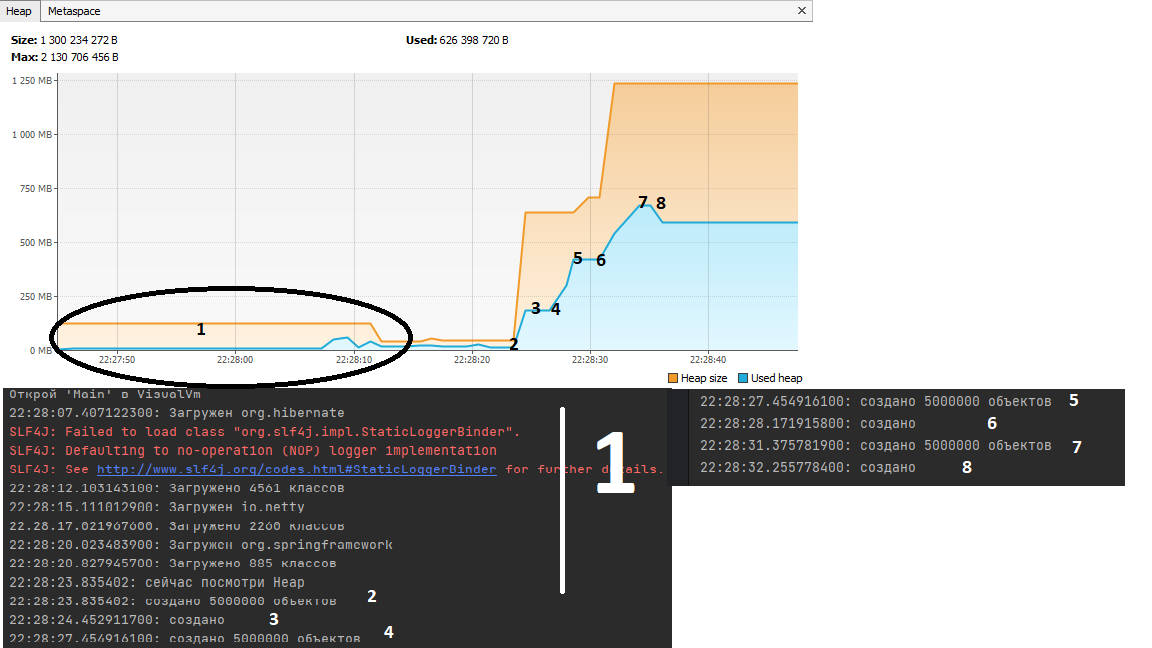 Heap Metaspace
Size: 1 300 234 272 B Used: 626 398 720 B
Max: 2 130 706 456 B
1 250 MB
1 000 MB
750 MB
7 8
500 MB
5 6
250 MB
3 4
1
2
0 MB
22:27:50 22:28:00 22:28:10 22:28:20 22:28:30 22:28:40
Heap size Used heap
Открой 'Main' в VisualVm
22:28:07.407122300: Загружен org.hibernate
SLF4J: Failed to load class "org.slf4j.impl.StaticLoggerBinder".
SLF4J: Defaulting to no-operation (NOP) logger implementation
SLF4J: See http://www.slf4j.org/codes.html#StaticLoggerBinder for further details.
22:28:12.103143100: Загружено 4561 классов
22:28:15.111012900: Загружен io.netty
22:28:17.021967600: Загружено 2260 классов
22:28:20.023483900: Загружен org.springframework
22:28:20.827945700: Загружено 885 классов
22:28:23.835402: сейчас посмотри Heap
22:28:23.835402: создано 5000000 объектов 2
22:28:24.452911700: создано 3
22:28:27.454916100: создано 5000000 объектов 4
1
22:28:27.454916100: создано 5000000 объектов 5
22:28:28.171915800: создано 6
22:28:31.375781900: создано 5000000 объектов 7
22:28:32.255778400: создано 8